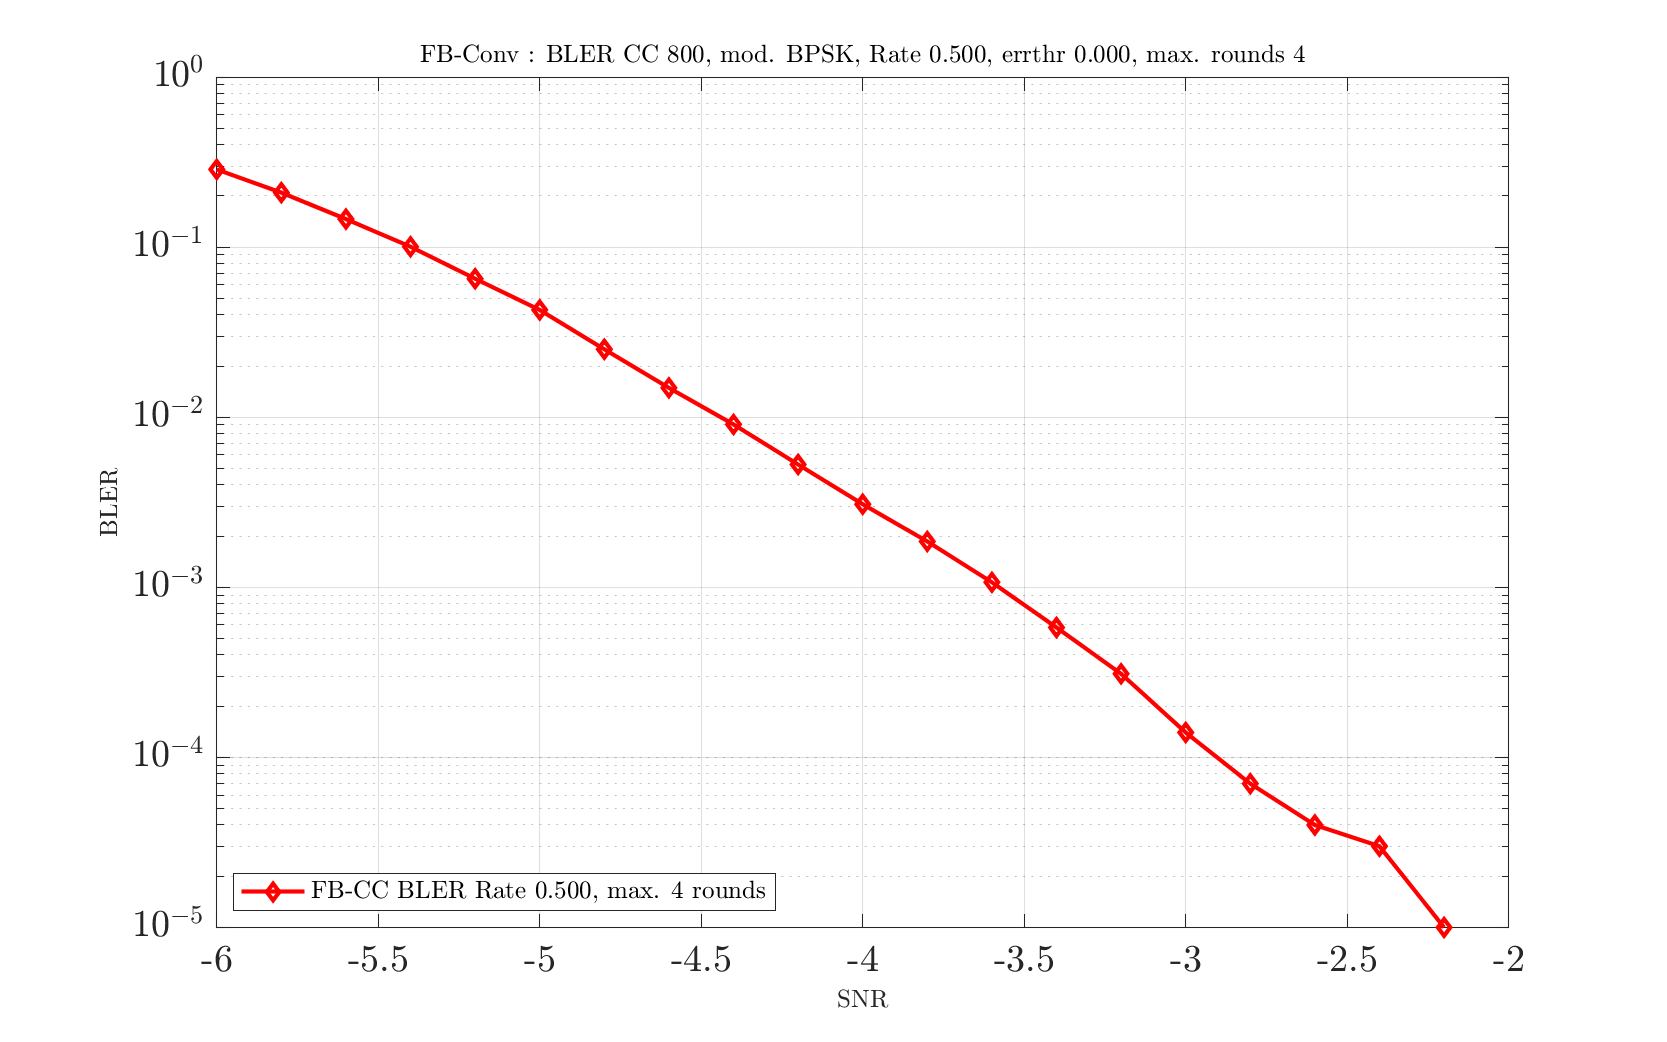 FB-Conv : BLER CC 800, mod. BPSK, Rate 0.500, errthr 0.000, max. rounds 4
10^0
10^-1
10^-2
10^-3
10^-4
10^-5
BLER
FB-CC BLER Rate 0.500, max. 4 rounds
-6 -5.5 -5 -4.5 -4 -3.5 -3 -2.5 -2
SNR